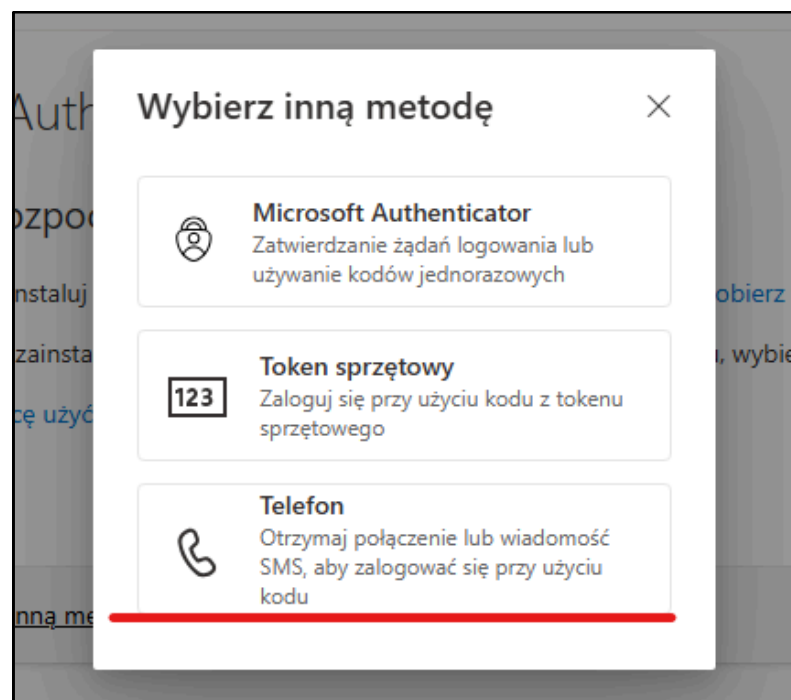 Wybierz inną metodę
Microsoft Authenticator
Zatwierdzanie żądań logowania lub
używanie kodów jednorazowych
123
Token sprzętowy
Zaloguj się przy użyciu kodu z tokenu
sprzętowego
Telefon
Otrzymaj połączenie lub wiadomość
SMS, aby zalogować się przy użyciu
kodu